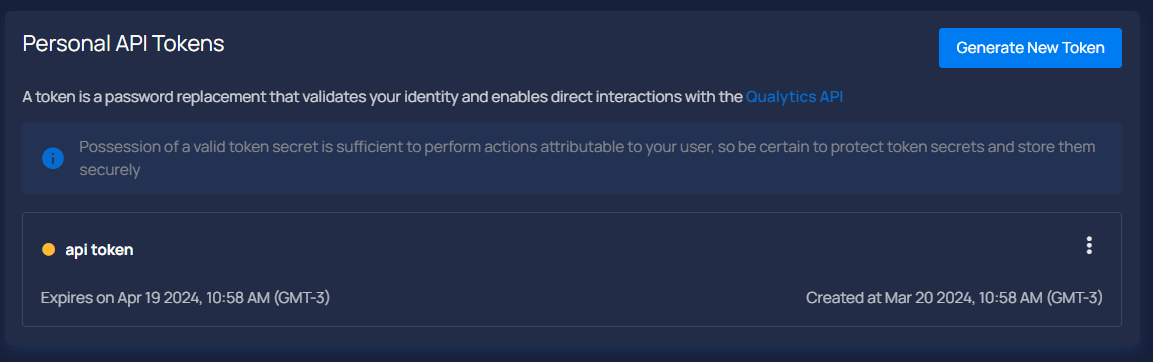 Personal API Tokens
Generate New Token
A token is a password replacement that validates your identity and enables direct interactions with the Qualytics API
Possession of a valid token secret is sufficient to perform actions attributable to your user, so be certain to protect token secrets and store them
securely
api token
Expires on Apr 19 2024, 10:58 AM (GMT-3)
Created at Mar 20 2024, 10:58 AM (GMT-3)